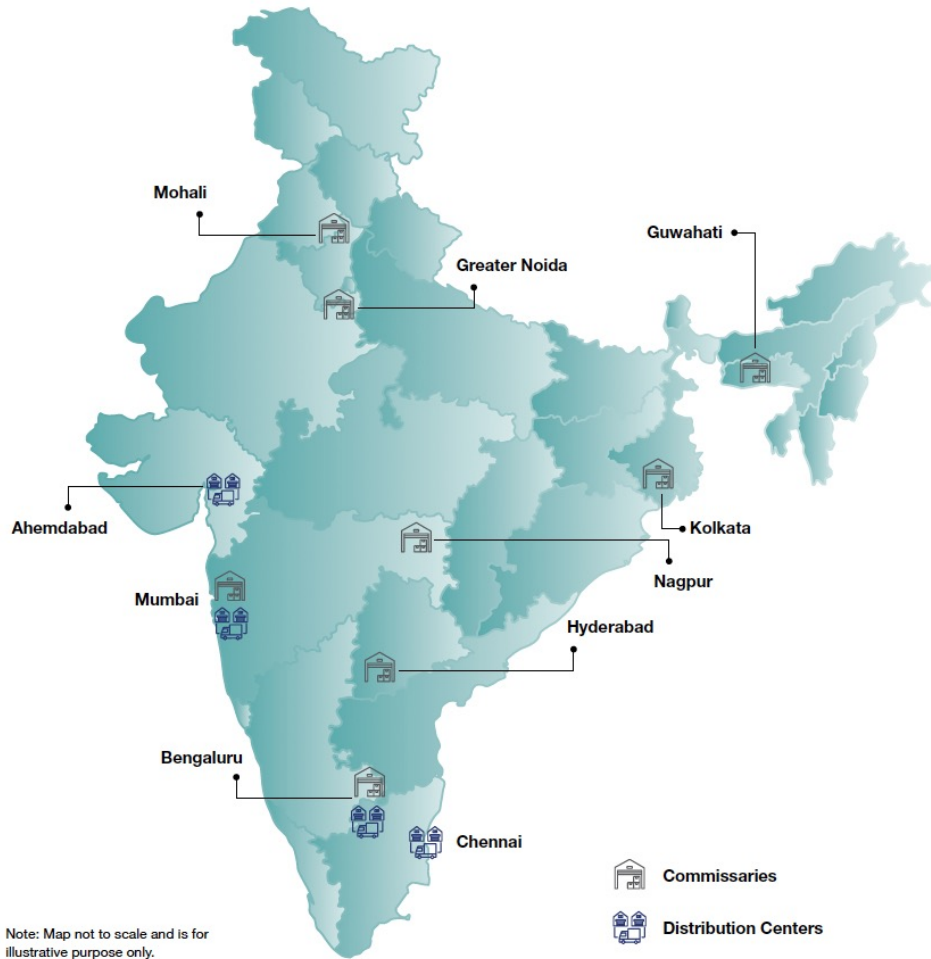 Mohali
Guwahati
Greater Noida
Ahemdabad
Kolkata
Nagpur
Mumbai
Hyderabad
Bengaluru
Chennai
Commissaries
Distribution Centers
Note: Map not to scale and is for
illustrative purpose only.